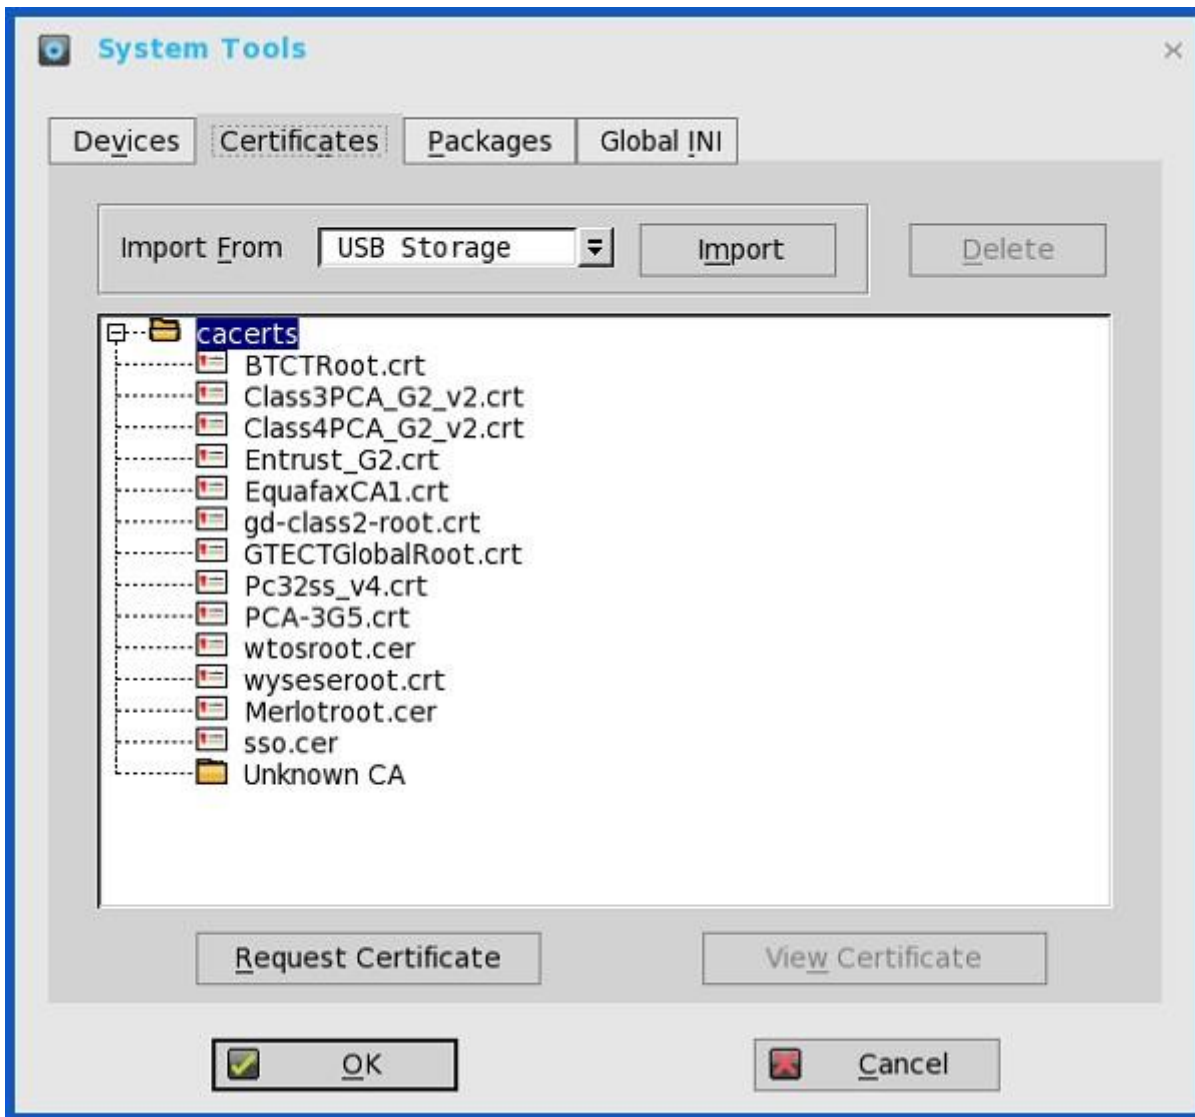 System Tools
Devices Certificates Packages Global INI
Import From USB Storage Import Delete
cacerts
BTCTRoot.crt
Class3PCA_G2_v2.crt
Class4PCA_G2_v2.crt
Entrust_G2.crt
EquafaxCA1.crt
gd-class2-root.crt
GTECTGlobalRoot.crt
Pc32ss_v4.crt
PCA-3G5.crt
wtosroot.cer
wyseseroot.crt
Merlotroot.cer
sso.cer
Unknown CA
Request Certificate View Certificate
OK Cancel